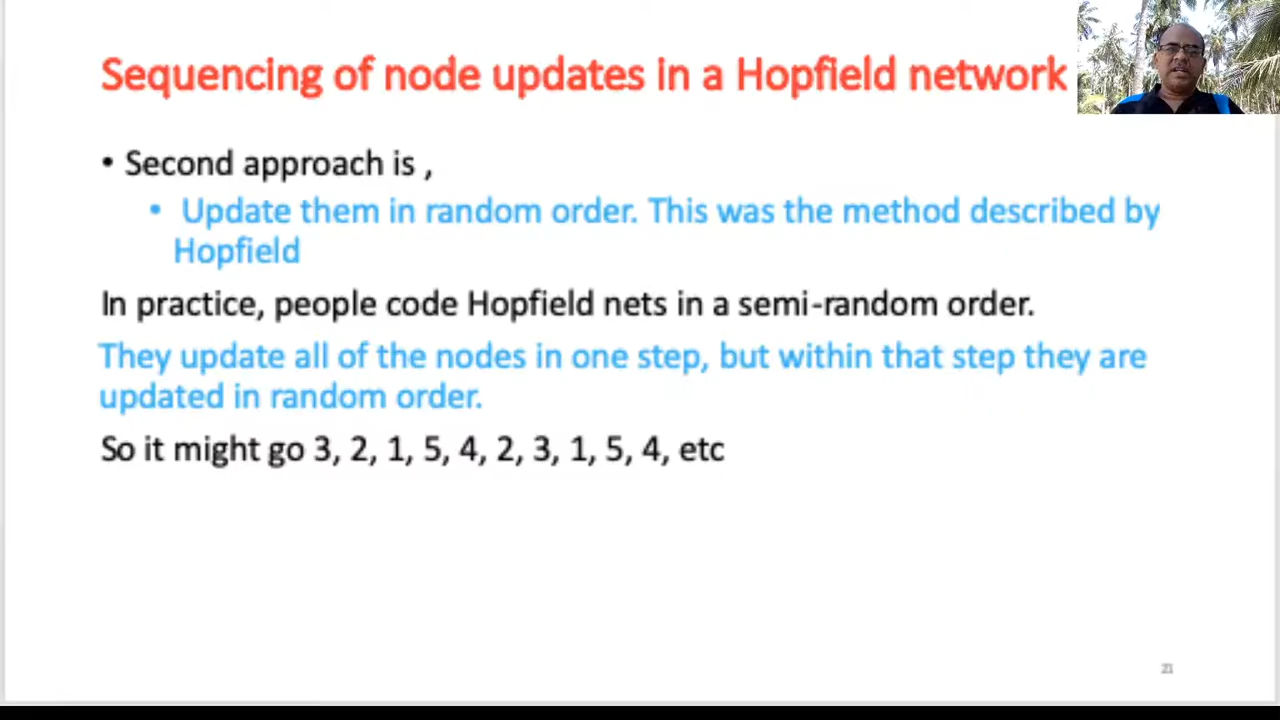 Sequencing of node updates in a Hopfield network
• Second approach is ,
• Update them in random order. This was the method described by
Hopfield
In practice, people code Hopfield nets in a semi-random order.
They update all of the nodes in one step, but within that step they are
updated in random order.
So it might go 3, 2, 1, 5, 4, 2, 3, 1, 5, 4, etc
21